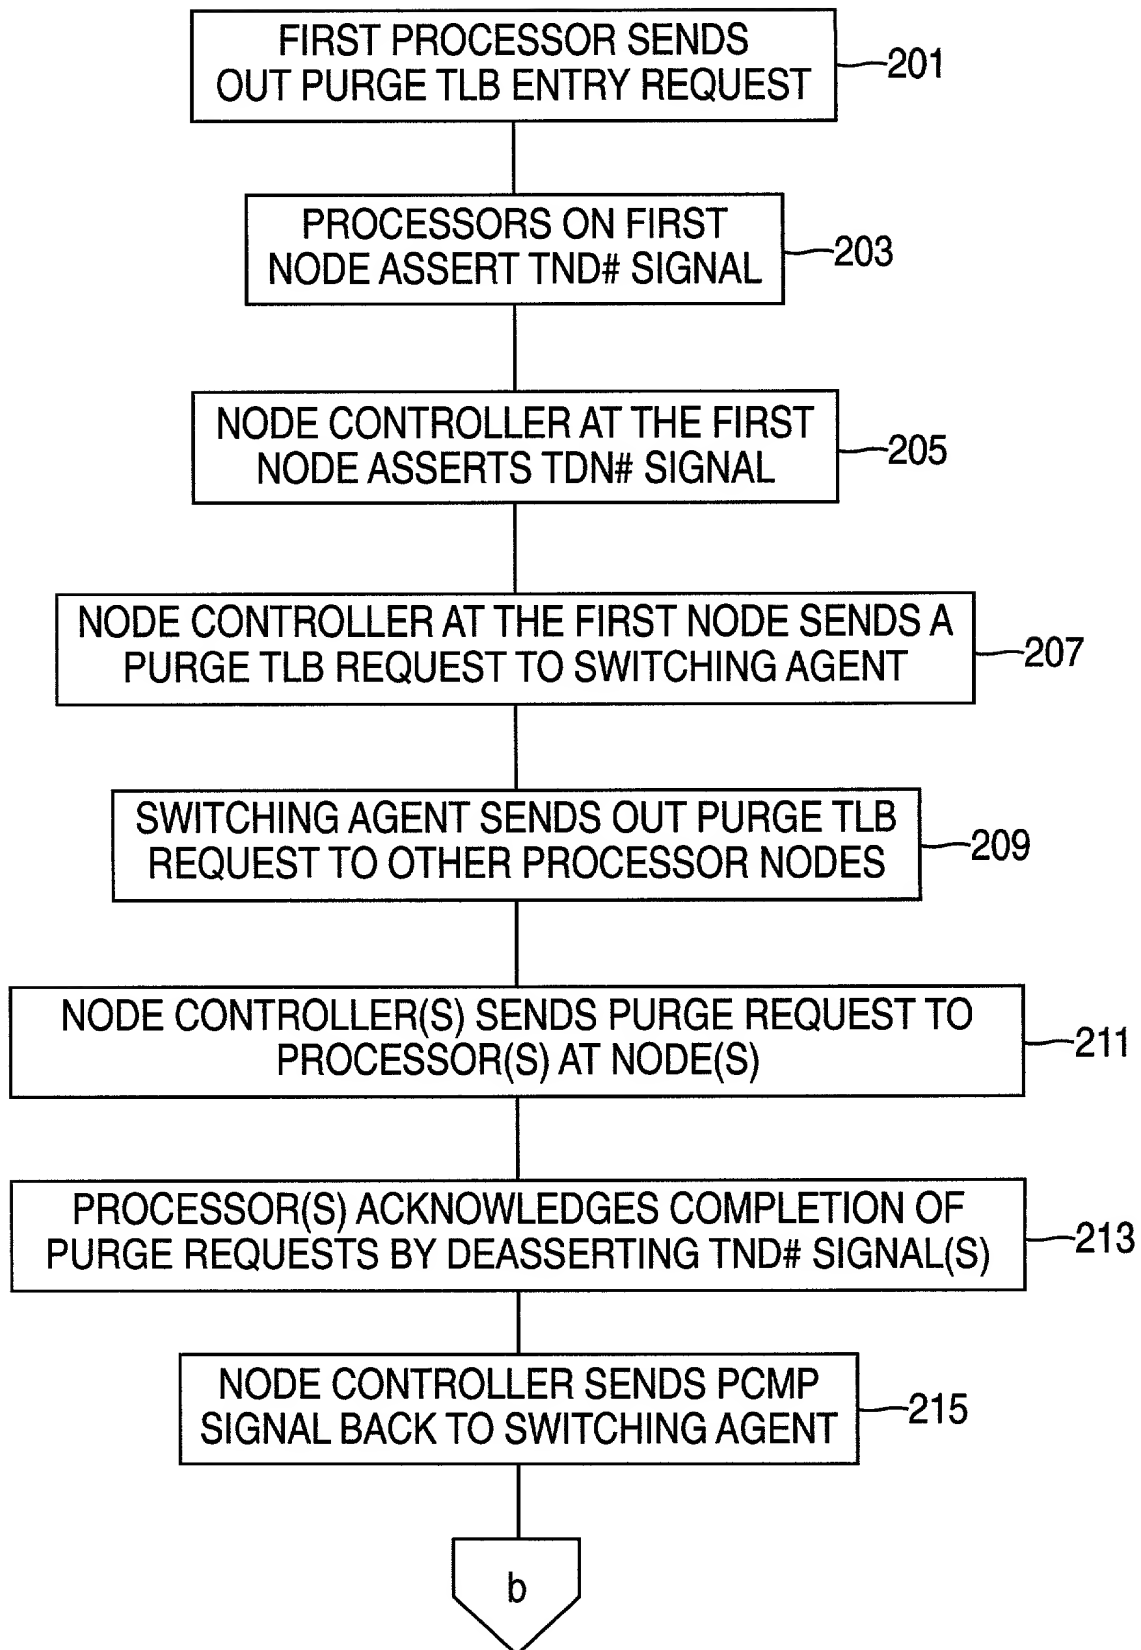 FIRST PROCESSOR SENDS
OUT PURGE TLB ENTRY REQUEST
201
PROCESSORS ON FIRST
NODE ASSERT TND# SIGNAL
203
NODE CONTROLLER AT THE FIRST
NODE ASSERTS TDN# SIGNAL
205
NODE CONTROLLER AT THE FIRST NODE SENDS A
PURGE TLB REQUEST TO SWITCHING AGENT
207
SWITCHING AGENT SENDS OUT PURGE TLB
REQUEST TO OTHER PROCESSOR NODES
209
NODE CONTROLLER(S) SENDS PURGE REQUEST TO
PROCESSOR(S) AT NODE(S)
211
PROCESSOR(S) ACKNOWLEDGES COMPLETION OF
PURGE REQUESTS BY DEASSERTING TND# SIGNAL(S)
213
NODE CONTROLLER SENDS PCMP
SIGNAL BACK TO SWITCHING AGENT
215
b